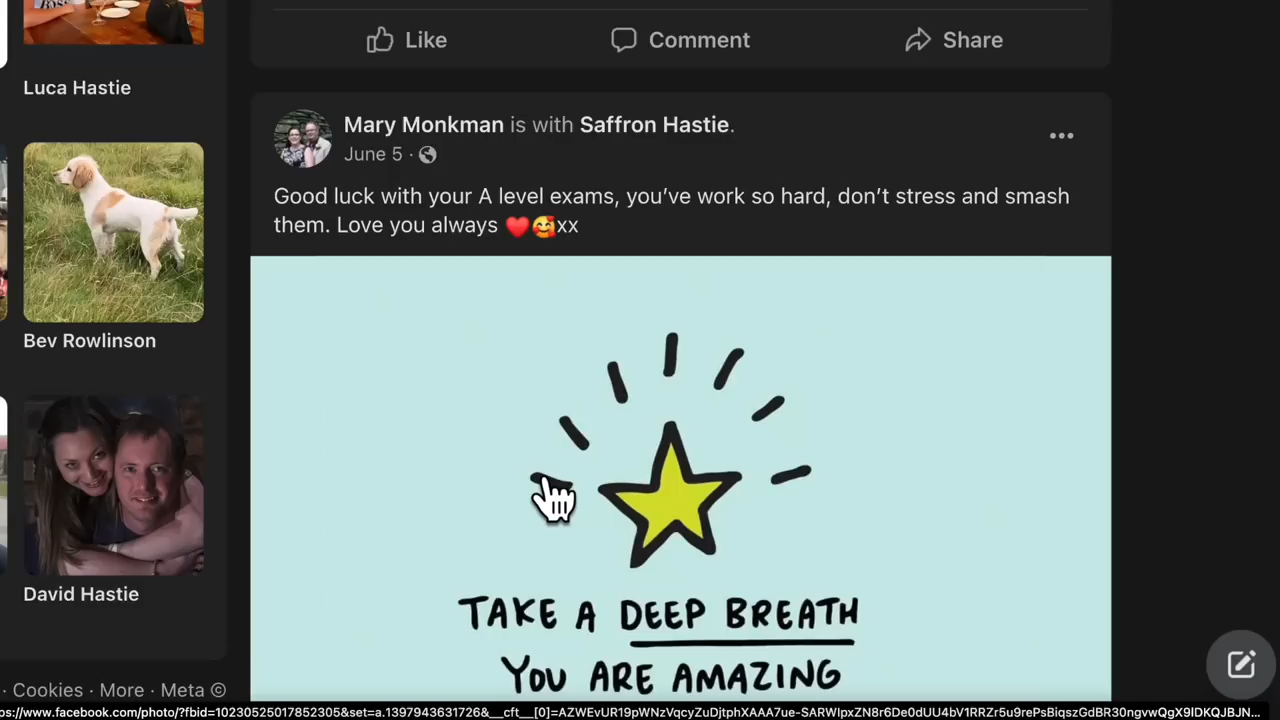 Like
Comment
Share
Luca Hastie
Mary Monkman is with Saffron Hastie.
June 5 ·
Good luck with your A level exams, you’ve work so hard, don’t stress and smash
them. Love you always ❤️🥰xx
Bev Rowlinson
David Hastie
TAKE A DEEP BREATH
YOU ARE AMAZING
· Cookies · More · Meta ©